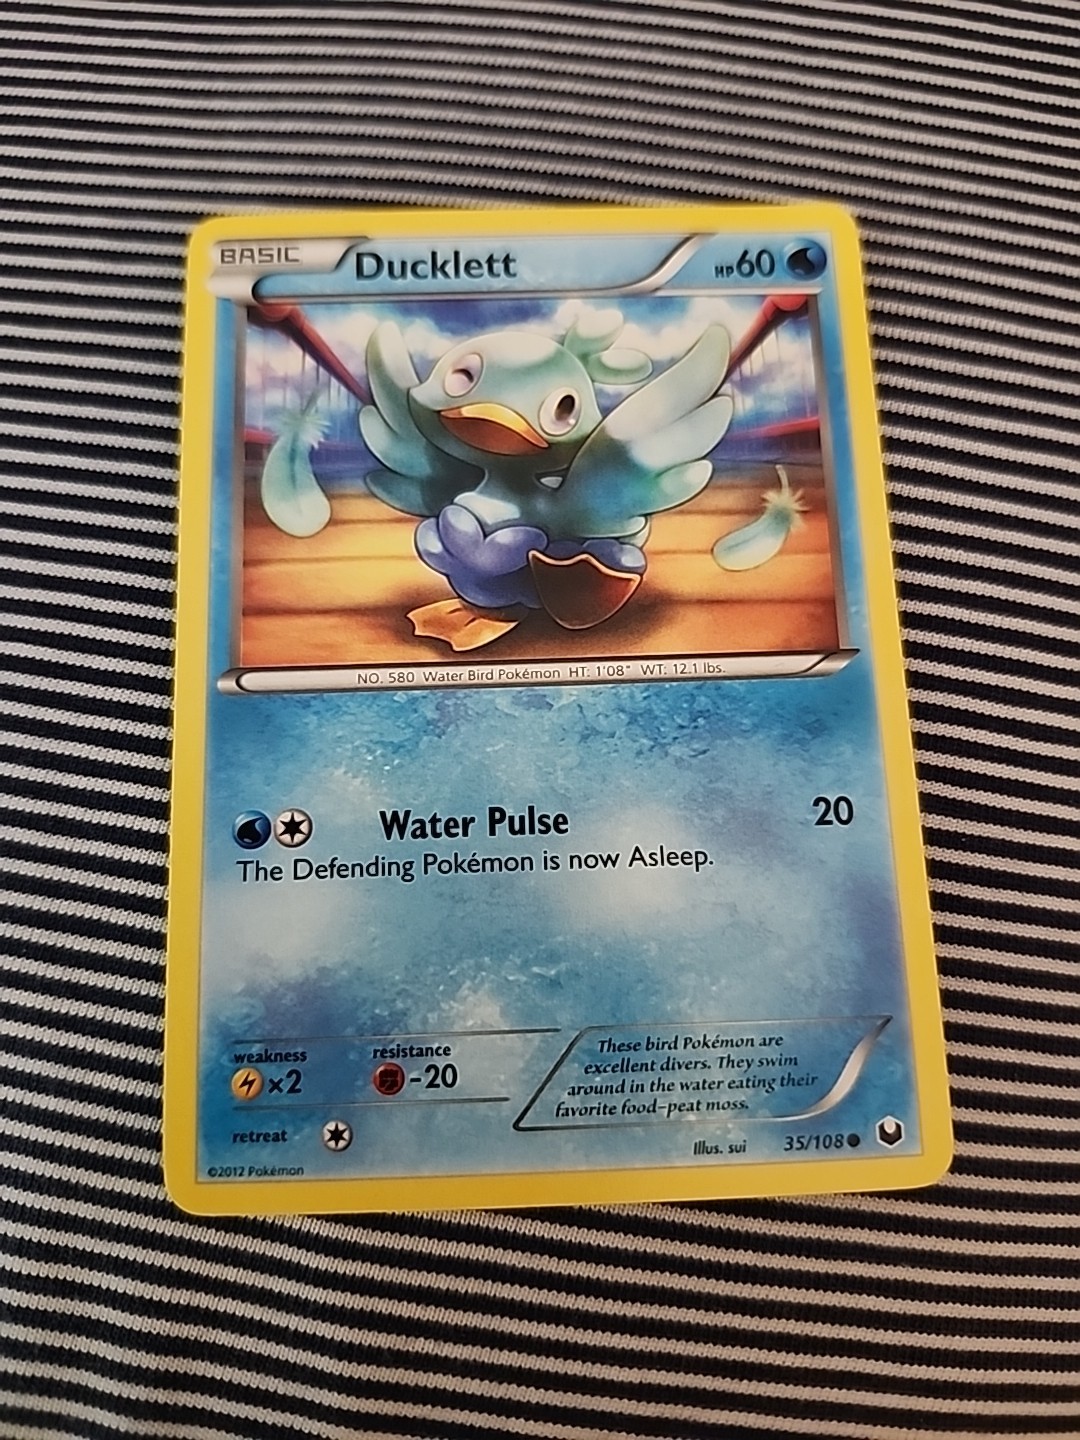 BASIC Ducklett HP60
NO. 580 Water Bird Pokémon HT: 1'08" WT: 12.1 lbs.
Water Pulse 20
The Defending Pokémon is now Asleep.
weakness resistance
×2 -20
retreat
These bird Pokémon are
excellent divers. They swim
around in the water eating their
favorite food–peat moss.
Illus. sui 35/108
©2012 Pokémon